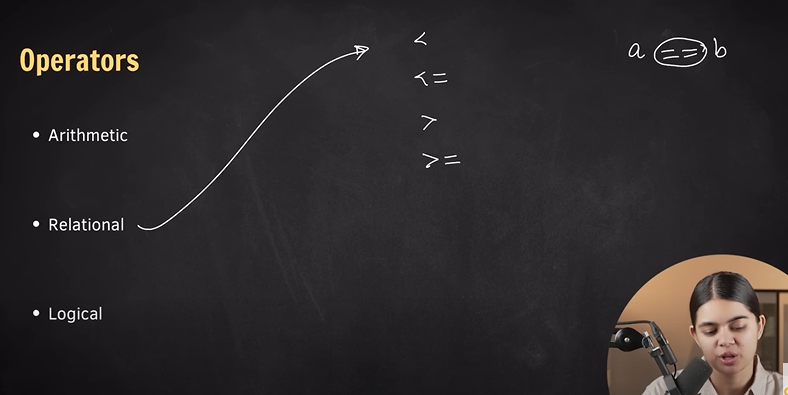 Operators
<
<=
>
>=
a == b
• Arithmetic
• Relational
• Logical